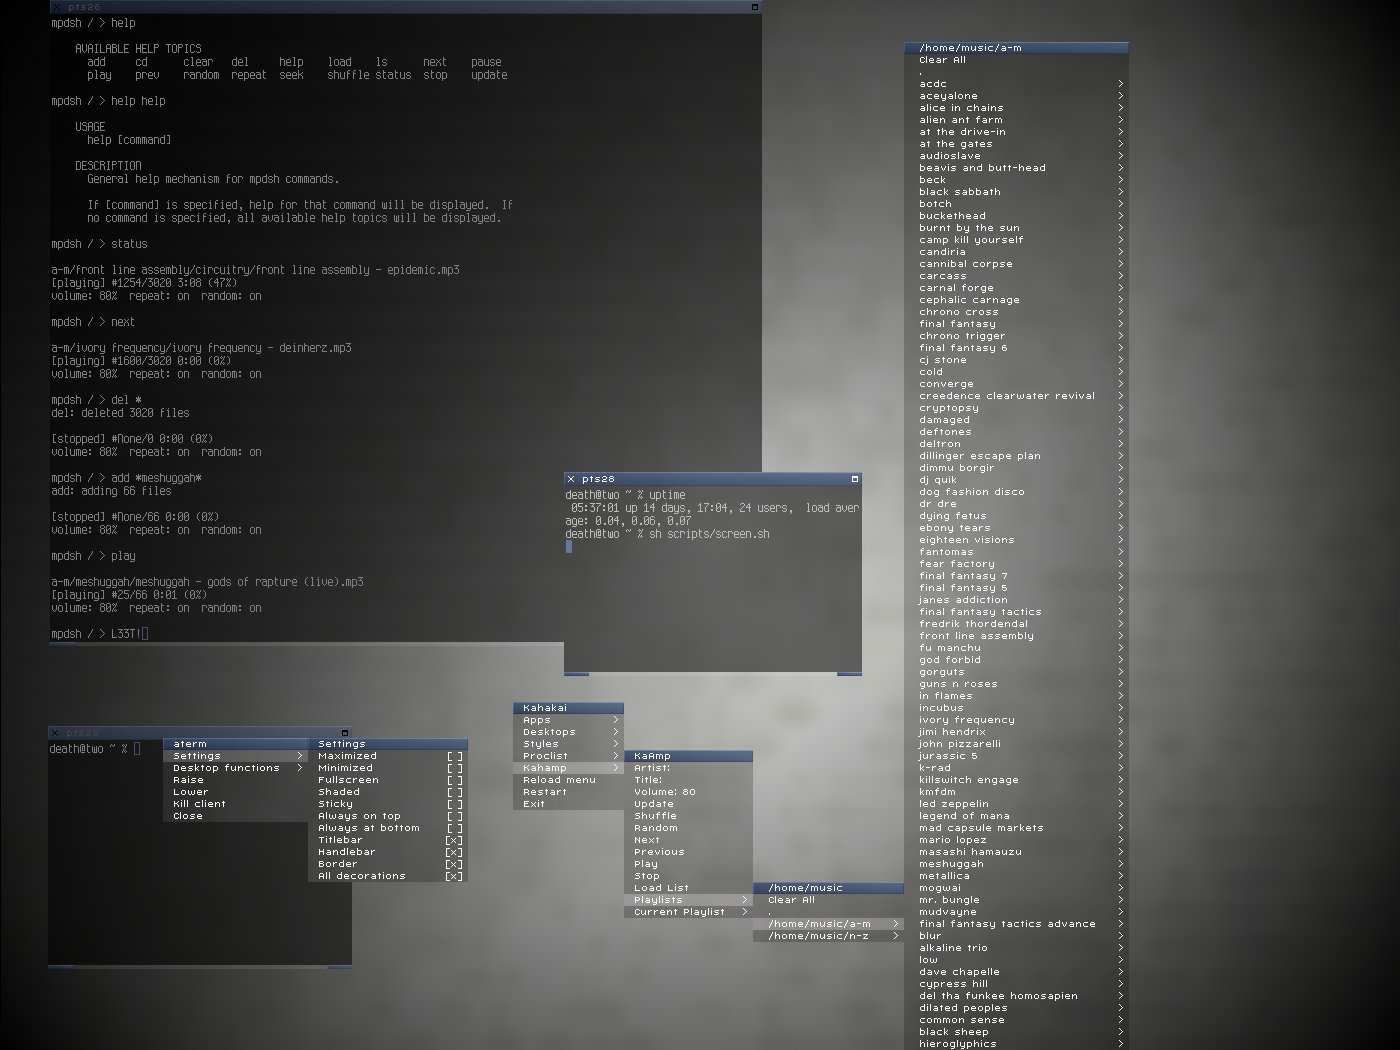 pts26
mpdsh / > help
AVAILABLE HELP TOPICS
add cd clear del help load ls next pause
play prev random repeat seek shuffle status stop update
mpdsh / > help help
USAGE
help [command]
DESCRIPTION
General help mechanism for mpdsh commands.
If [command] is specified, help for that command will be displayed. If
no command is specified, all available help topics will be displayed.
mpdsh / > status
a-m/front line assembly/circuitry/front line assembly - epidemic.mp3
[playing] #1254/3020 3:08 (47%)
volume: 80% repeat: on random: on
mpdsh / > next
a-m/ivory frequency/ivory frequency - deinherz.mp3
[playing] #1600/3020 0:00 (0%)
volume: 80% repeat: on random: on
mpdsh / > del *
del: deleted 3020 files
[stopped] #None/0 0:00 (0%)
volume: 80% repeat: on random: on
mpdsh / > add *meshuggah*
add: adding 66 files
[stopped] #None/66 0:00 (0%)
volume: 80% repeat: on random: on
mpdsh / > play
a-m/meshuggah/meshuggah - gods of rapture (live).mp3
[playing] #25/66 0:01 (0%)
volume: 80% repeat: on random: on
mpdsh / > L33T!
pts28
death@two ~ % uptime
05:37:01 up 14 days, 17:04, 24 users, load aver
age: 0.04, 0.06, 0.07
death@two ~ % sh scripts/screen.sh
pts29
death@two ~ %
aterm
Settings >
Desktop functions >
Raise
Lower
Kill client
Close
Settings
Maximized [ ]
Minimized [ ]
Fullscreen [ ]
Shaded [ ]
Sticky [ ]
Always on top [ ]
Always at bottom [ ]
Titlebar [x]
Handlebar [x]
Border [x]
All decorations [x]
Kahakai
Apps >
Desktops >
Styles >
Proclist >
Kahamp >
Reload menu
Restart
Exit
KaAmp
Artist:
Title:
Volume: 80
Update
Shuffle
Random
Next
Previous
Play
Stop
Load List
Playlists >
Current Playlist >
/home/music
Clear All
.
/home/music/a-m >
/home/music/n-z >
/home/music/a-m
Clear All
.
acdc >
aceyalone >
alice in chains >
alien ant farm >
at the drive-in >
at the gates >
audioslave >
beavis and butt-head >
beck >
black sabbath >
botch >
buckethead >
burnt by the sun >
camp kill yourself >
candiria >
cannibal corpse >
carcass >
carnal forge >
cephalic carnage >
chrono cross >
final fantasy >
chrono trigger >
final fantasy 6 >
cj stone >
cold >
converge >
creedence clearwater revival >
cryptopsy >
damaged >
deftones >
deltron >
dillinger escape plan >
dimmu borgir >
dj quik >
dog fashion disco >
dr dre >
dying fetus >
ebony tears >
eighteen visions >
fantomas >
fear factory >
final fantasy 7 >
final fantasy 5 >
janes addiction >
final fantasy tactics >
fredrik thordendal >
front line assembly >
fu manchu >
god forbid >
gorguts >
guns n roses >
in flames >
incubus >
ivory frequency >
jimi hendrix >
john pizzarelli >
jurassic 5 >
k-rad >
killswitch engage >
kmfdm >
led zeppelin >
legend of mana >
mad capsule markets >
mario lopez >
masashi hamauzu >
meshuggah >
metallica >
mogwai >
mr. bungle >
mudvayne >
final fantasy tactics advance >
blur >
alkaline trio >
low >
dave chapelle >
cypress hill >
del tha funkee homosapien >
dilated peoples >
common sense >
black sheep >
hieroglyphics >